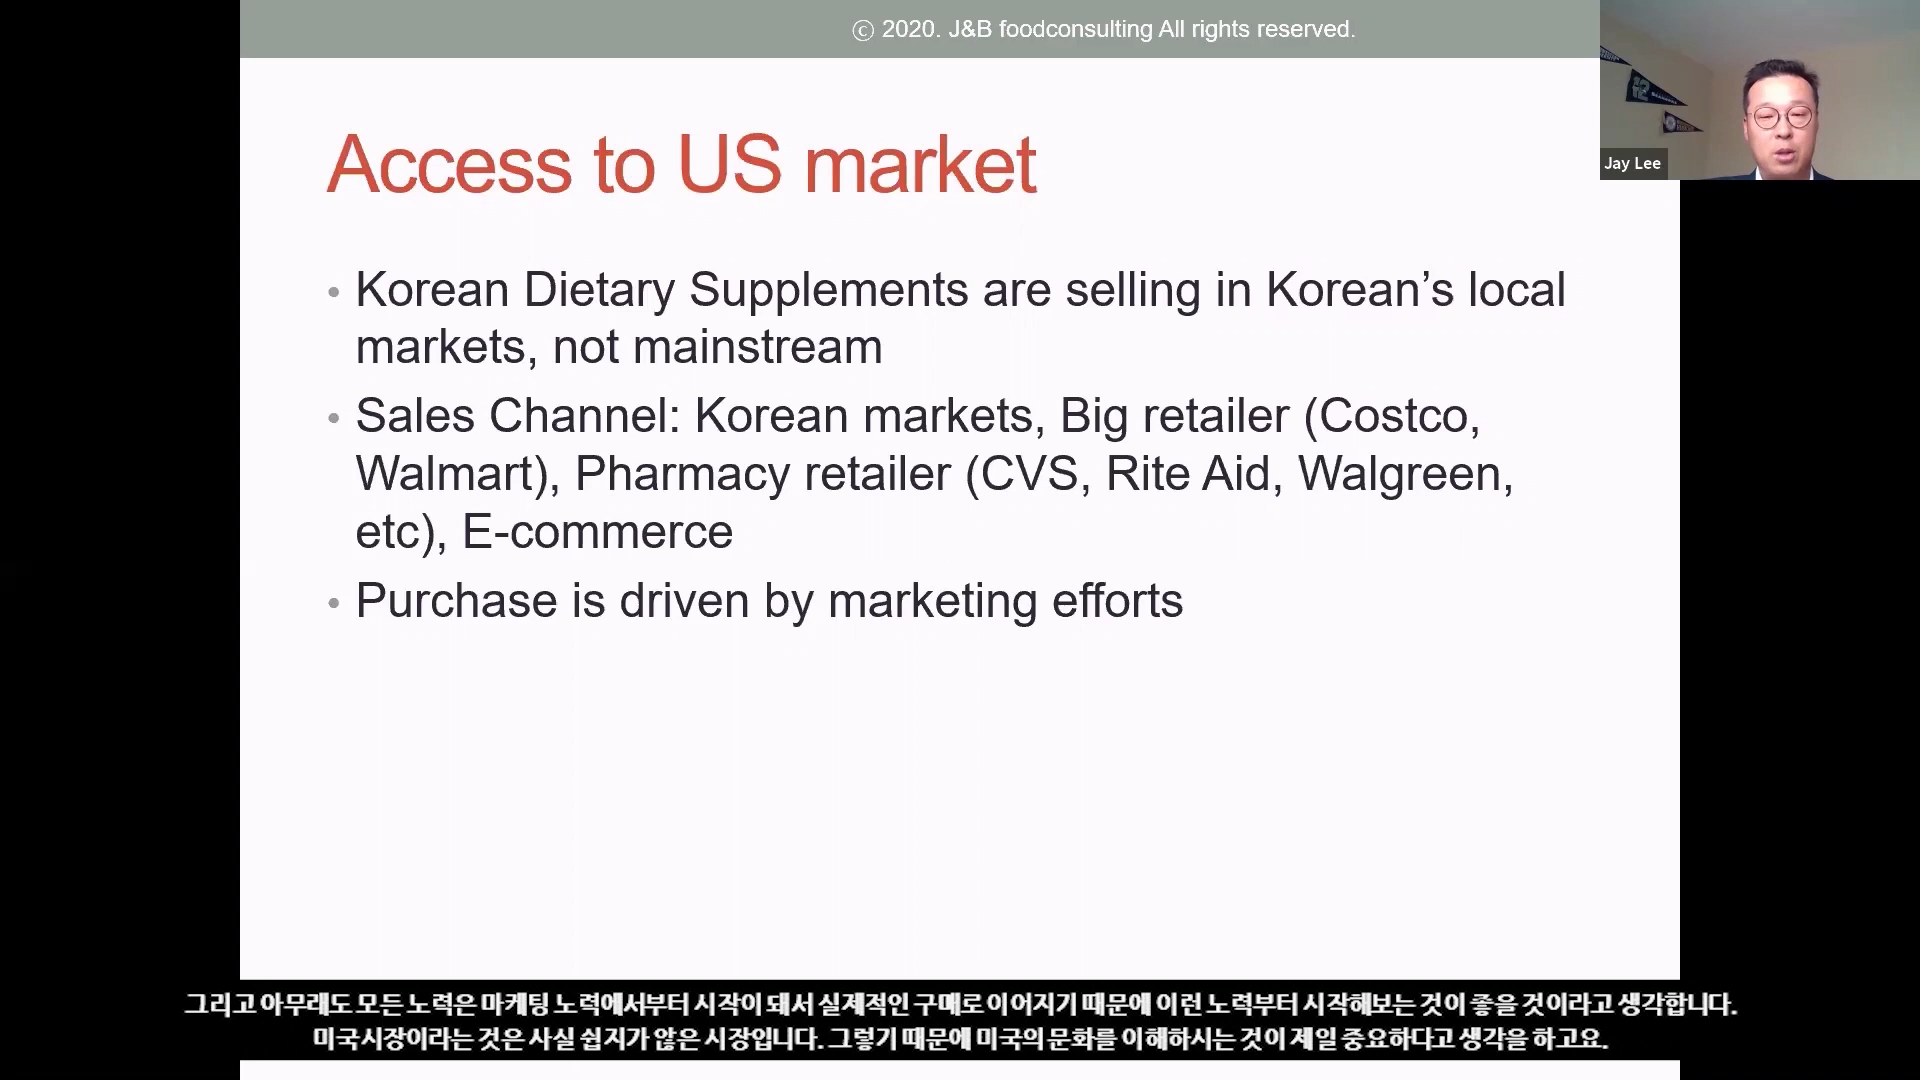 ⓒ 2020. J&B foodconsulting All rights reserved.
Jay Lee
Access to US market
• Korean Dietary Supplements are selling in Korean’s local
markets, not mainstream
• Sales Channel: Korean markets, Big retailer (Costco,
Walmart), Pharmacy retailer (CVS, Rite Aid, Walgreen,
etc), E-commerce
• Purchase is driven by marketing efforts
그리고 아무래도 모든 노력은 마케팅 노력에서부터 시작이 돼서 실제적인 구매로 이어지기 때문에 이런 노력부터 시작해보는 것이 좋을 것이라고 생각합니다.
미국시장이라는 것은 사실 쉽지가 않은 시장입니다. 그렇기 때문에 미국의 문화를 이해하시는 것이 제일 중요하다고 생각을 하고요.